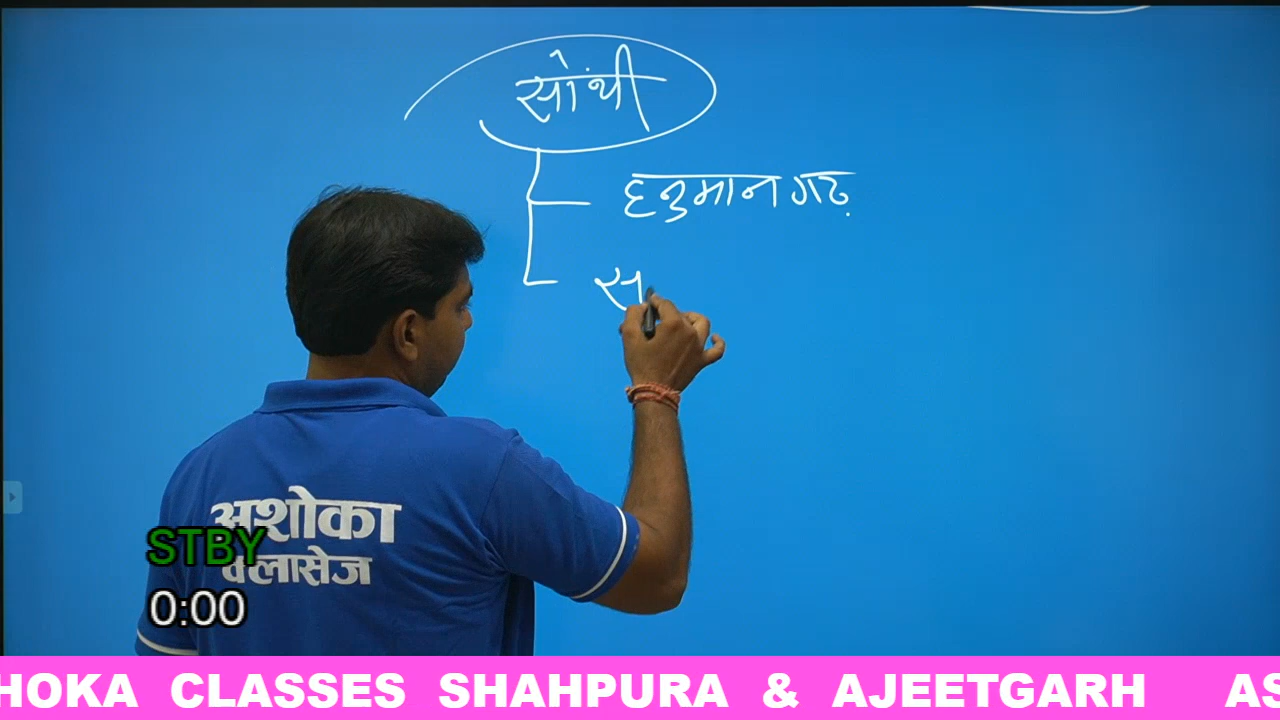 सोंथी
हनुमानगढ़
स
अशोका
क्लासेज
STBY
0:00
HOKA CLASSES SHAHPURA & AJEETGARH AS